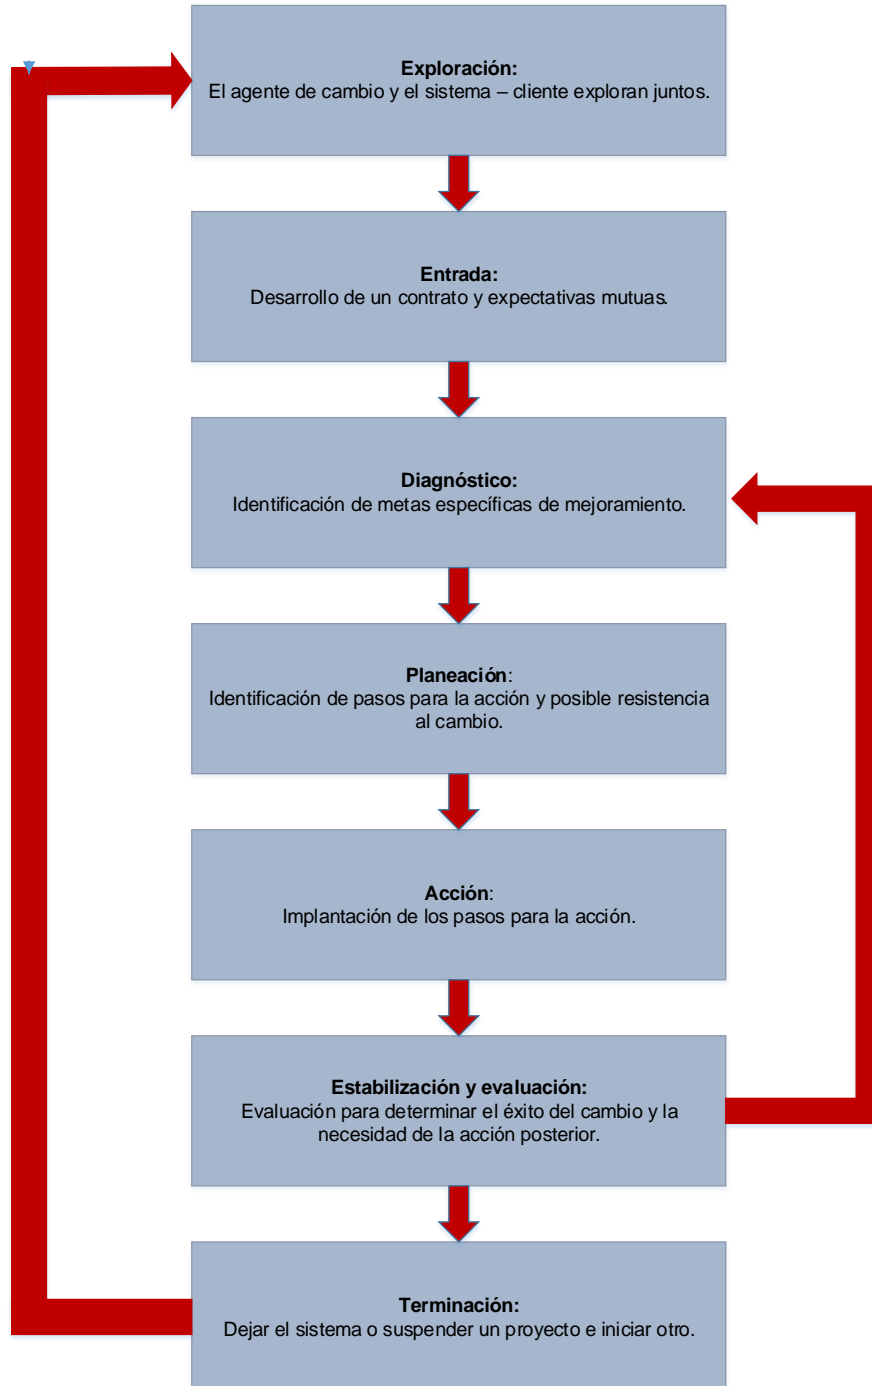 Exploración:
El agente de cambio y el sistema – cliente exploran juntos.
Entrada:
Desarrollo de un contrato y expectativas mutuas.
Diagnóstico:
Identificación de metas específicas de mejoramiento.
Planeación:
Identificación de pasos para la acción y posible resistencia
al cambio.
Acción:
Implantación de los pasos para la acción.
Estabilización y evaluación:
Evaluación para determinar el éxito del cambio y la
necesidad de la acción posterior.
Terminación:
Dejar el sistema o suspender un proyecto e iniciar otro.